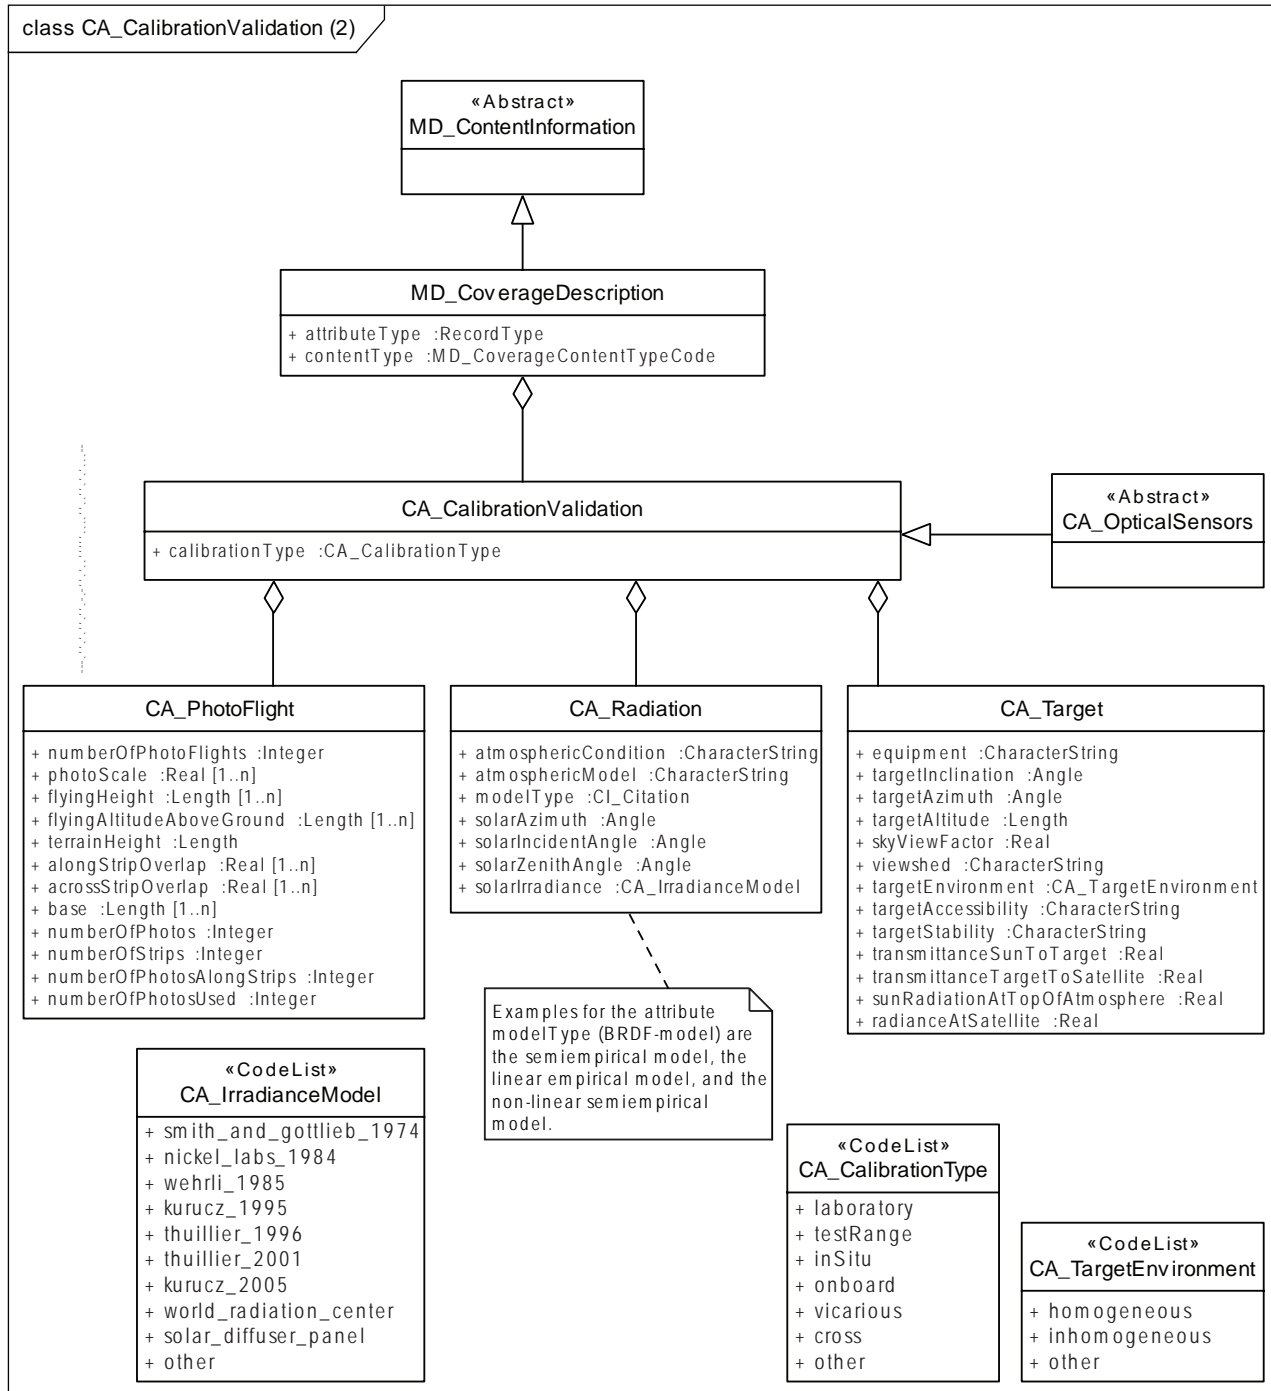 class CA_CalibrationValidation (2)
«Abstract»
MD_ContentInformation
MD_CoverageDescription
+ attributeType :RecordType
+ contentType :MD_CoverageContentTypeCode
CA_CalibrationValidation
+ calibrationType :CA_CalibrationType
«Abstract»
CA_OpticalSensors
CA_PhotoFlight
+ numberOfPhotoFlights :Integer
+ photoScale :Real [1..n]
+ flyingHeight :Length [1..n]
+ flyingAltitudeAboveGround :Length [1..n]
+ terrainHeight :Length
+ alongStripOverlap :Real [1..n]
+ acrossStripOverlap :Real [1..n]
+ base :Length [1..n]
+ numberOfPhotos :Integer
+ numberOfStrips :Integer
+ numberOfPhotosAlongStrips :Integer
+ numberOfPhotosUsed :Integer
CA_Radiation
+ atmosphericCondition :CharacterString
+ atmosphericModel :CharacterString
+ modelType :CI_Citation
+ solarAzimuth :Angle
+ solarIncidentAngle :Angle
+ solarZenithAngle :Angle
+ solarIrradiance :CA_IrradianceModel
CA_Target
+ equipment :CharacterString
+ targetInclination :Angle
+ targetAzimuth :Angle
+ targetAltitude :Length
+ skyViewFactor :Real
+ viewshed :CharacterString
+ targetEnvironment :CA_TargetEnvironment
+ targetAccessibility :CharacterString
+ targetStability :CharacterString
+ transmittanceSunToTarget :Real
+ transmittanceTargetToSatellite :Real
+ sunRadiationAtTopOfAtmosphere :Real
+ radianceAtSatellite :Real
Examples for the attribute
modelType (BRDF-model) are
the semiempirical model, the
linear empirical model, and the
non-linear semiempirical
model.
«CodeList»
CA_IrradianceModel
+ smith_and_gottlieb_1974
+ nickel_labs_1984
+ wehrli_1985
+ kurucz_1995
+ thuillier_1996
+ thuillier_2001
+ kurucz_2005
+ world_radiation_center
+ solar_diffuser_panel
+ other
«CodeList»
CA_CalibrationType
+ laboratory
+ testRange
+ inSitu
+ onboard
+ vicarious
+ cross
+ other
«CodeList»
CA_TargetEnvironment
+ homogeneous
+ inhomogeneous
+ other